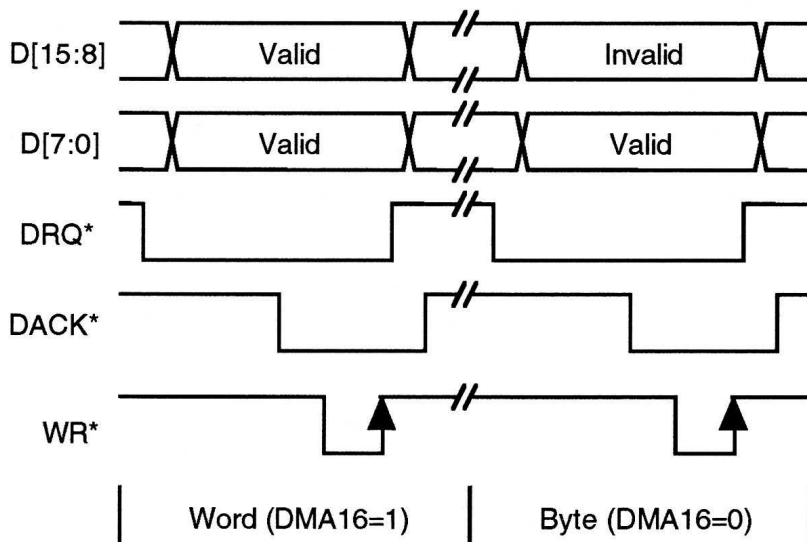 D[15:8] Valid Invalid
D[7:0] Valid Valid
DRQ*
DACK*
WR*
Word (DMA16=1) Byte (DMA16=0)